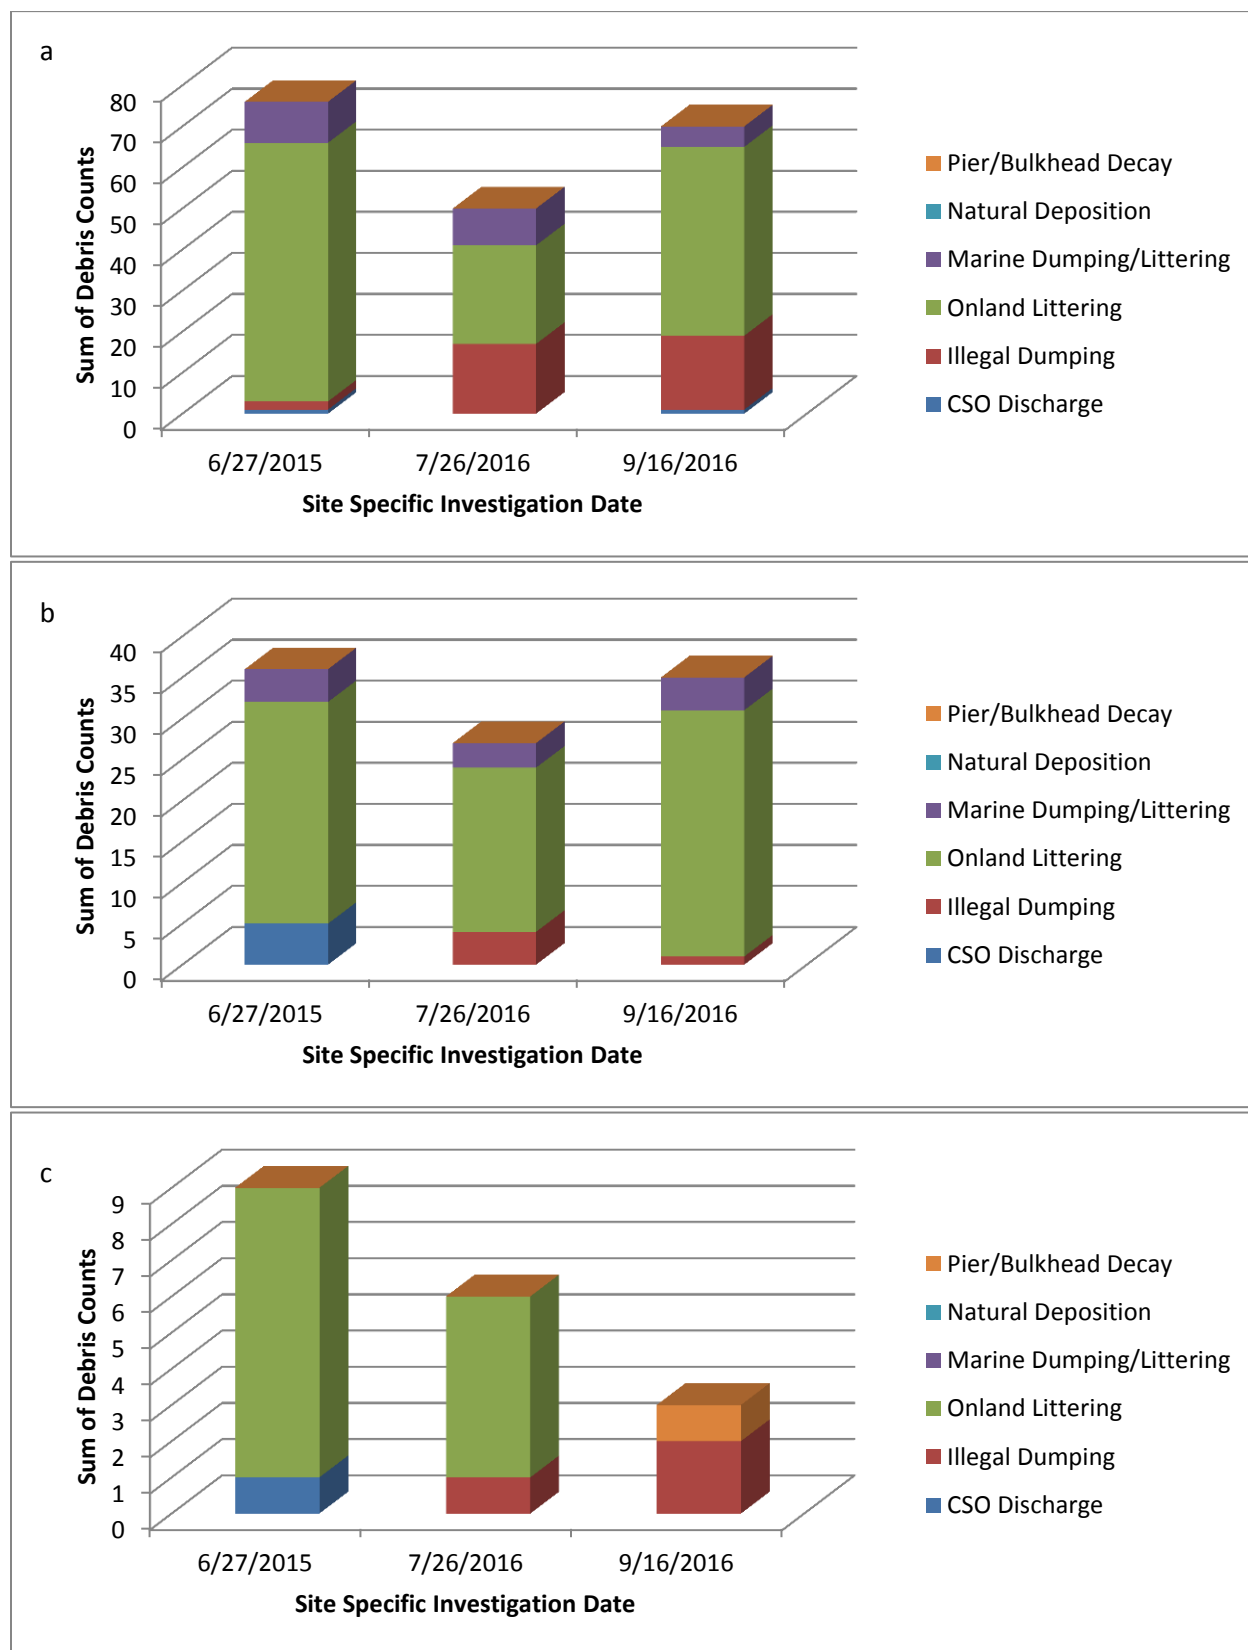 a
Sum of Debris Counts
80
70
60
50
40
30
20
10
0
6/27/2015 7/26/2016 9/16/2016
Site Specific Investigation Date
Pier/Bulkhead Decay
Natural Deposition
Marine Dumping/Littering
Onland Littering
Illegal Dumping
CSO Discharge
b
Sum of Debris Counts
40
35
30
25
20
15
10
5
0
6/27/2015 7/26/2016 9/16/2016
Site Specific Investigation Date
Pier/Bulkhead Decay
Natural Deposition
Marine Dumping/Littering
Onland Littering
Illegal Dumping
CSO Discharge
c
Sum of Debris Counts
9
8
7
6
5
4
3
2
1
0
6/27/2015 7/26/2016 9/16/2016
Site Specific Investigation Date
Pier/Bulkhead Decay
Natural Deposition
Marine Dumping/Littering
Onland Littering
Illegal Dumping
CSO Discharge